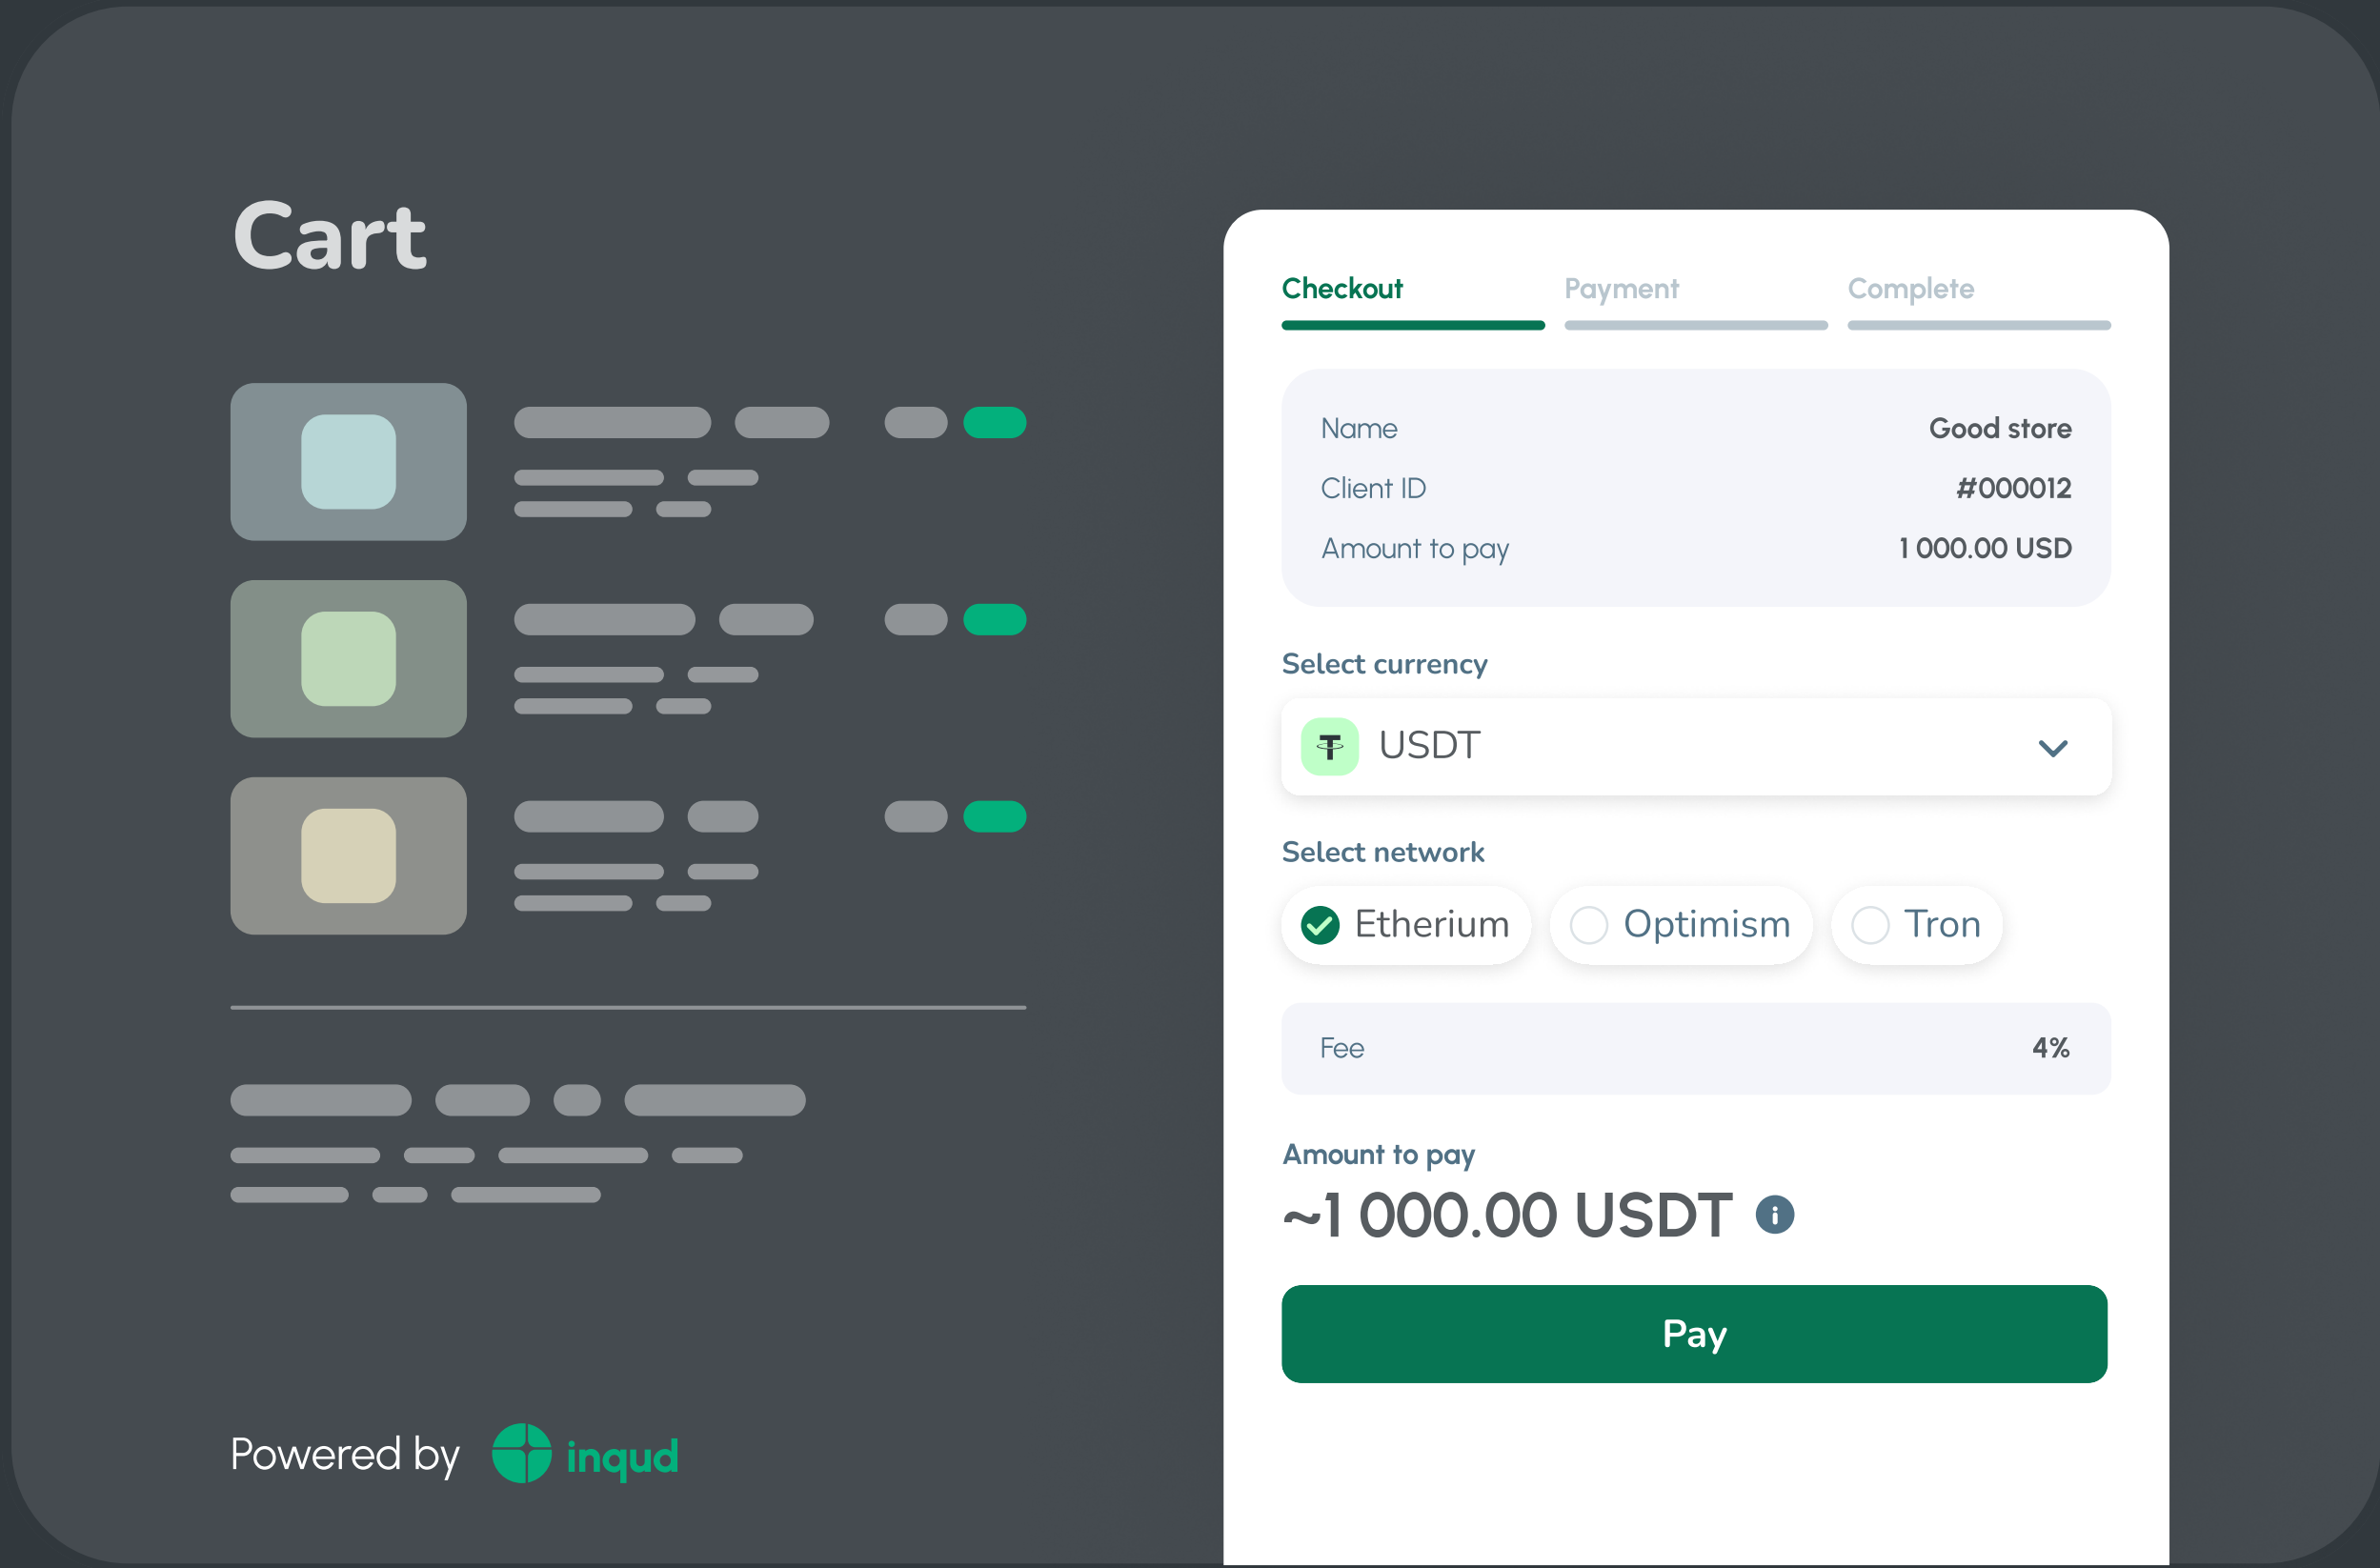 Cart
Checkout Payment Complete
Name Good store
Client ID #000012
Amount to pay 1 000.00 USD
Select currency
USDT
Select network
Etherium Optimism Tron
Fee 4%
Amount to pay
~1 000.00 USDT
Pay
Powered by inqud